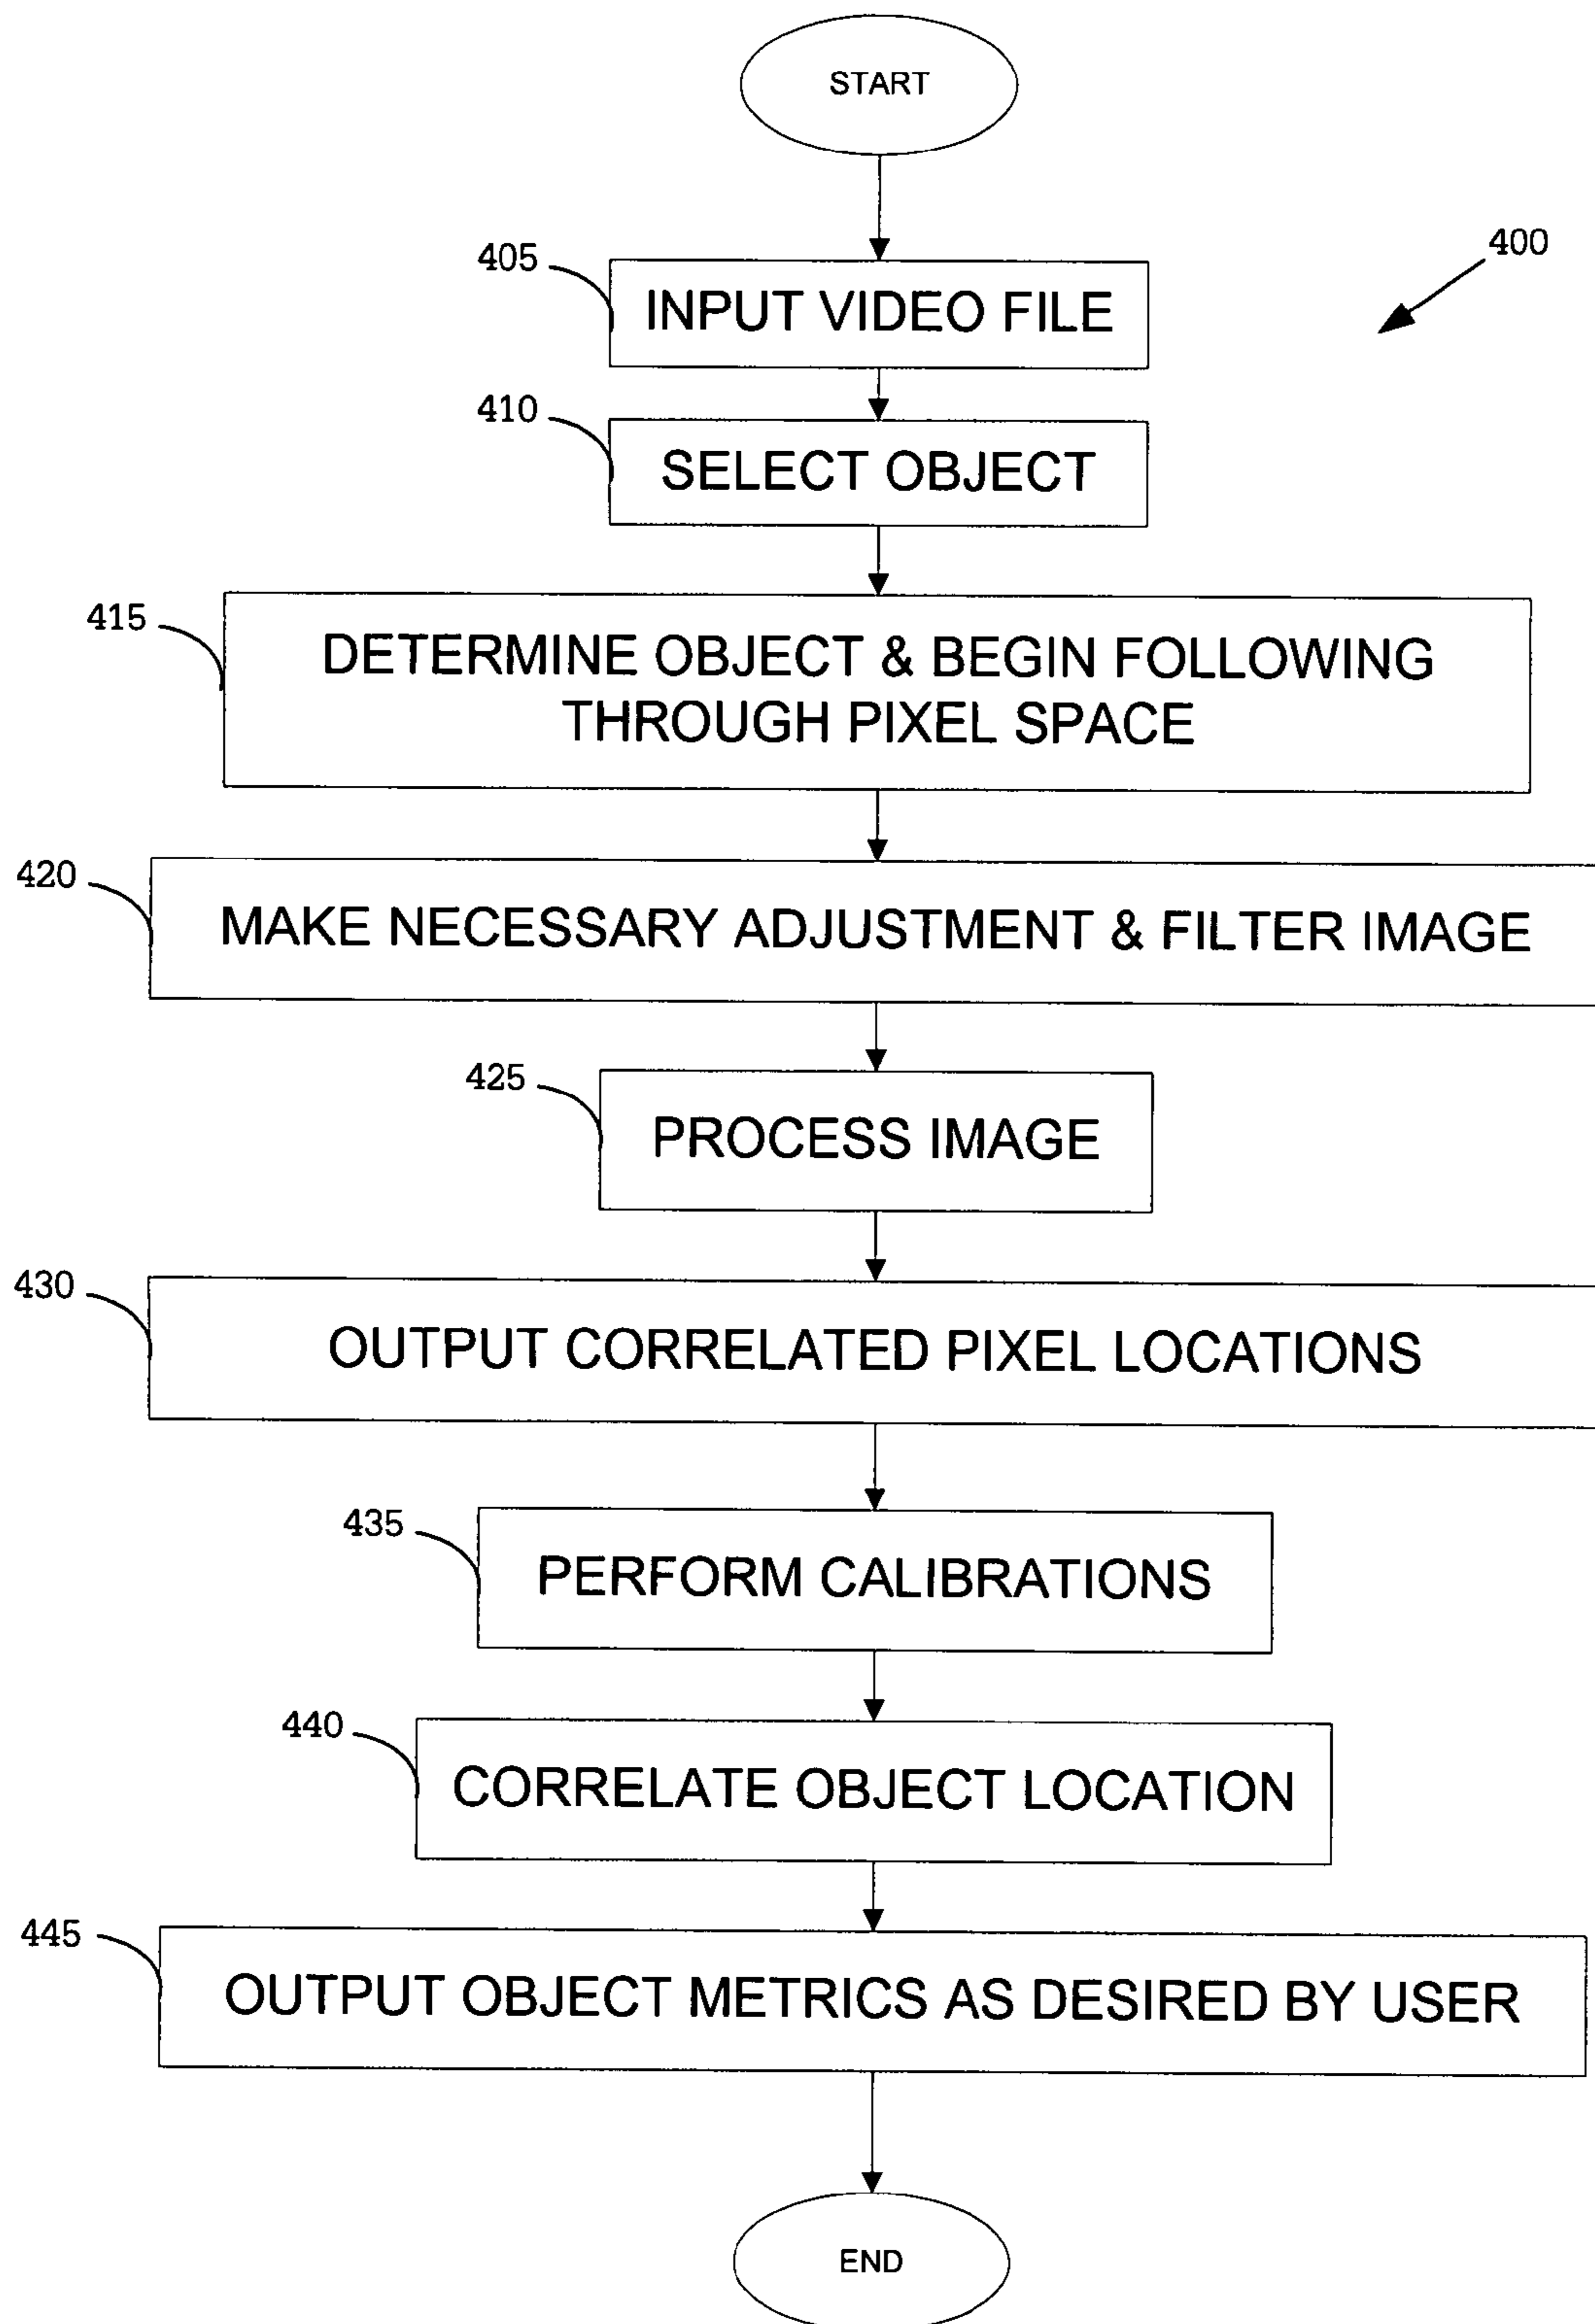 START
400
405
INPUT VIDEO FILE
410
SELECT OBJECT
415
DETERMINE OBJECT & BEGIN FOLLOWING
THROUGH PIXEL SPACE
420
MAKE NECESSARY ADJUSTMENT & FILTER IMAGE
425
PROCESS IMAGE
430
OUTPUT CORRELATED PIXEL LOCATIONS
435
PERFORM CALIBRATIONS
440
CORRELATE OBJECT LOCATION
445
OUTPUT OBJECT METRICS AS DESIRED BY USER
END